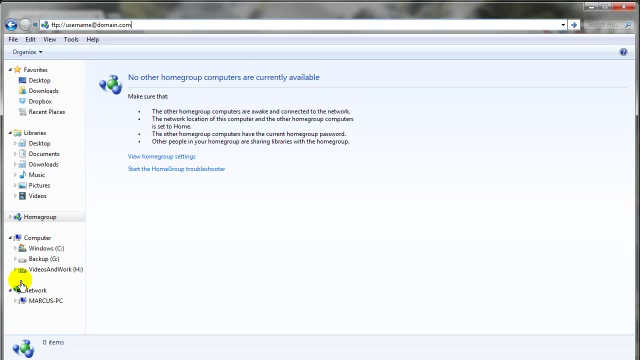 ftp://username@domain.com
File Edit View Tools Help
Organize
Favorites
Desktop
Downloads
Dropbox
Recent Places
Libraries
Desktop
Documents
Downloads
Music
Pictures
Videos
Homegroup
Computer
Windows (C:)
Backup (G:)
VideosAndWork (H:)
Network
MARCUS-PC
No other homegroup computers are currently available
Make sure that:
• The other homegroup computers are awake and connected to the network.
• The network location of this computer and the other homegroup computers
is set to Home.
• The other homegroup computers have the current homegroup password.
• Other people in your homegroup are sharing libraries with the homegroup.
View homegroup settings
Start the HomeGroup troubleshooter
0 items